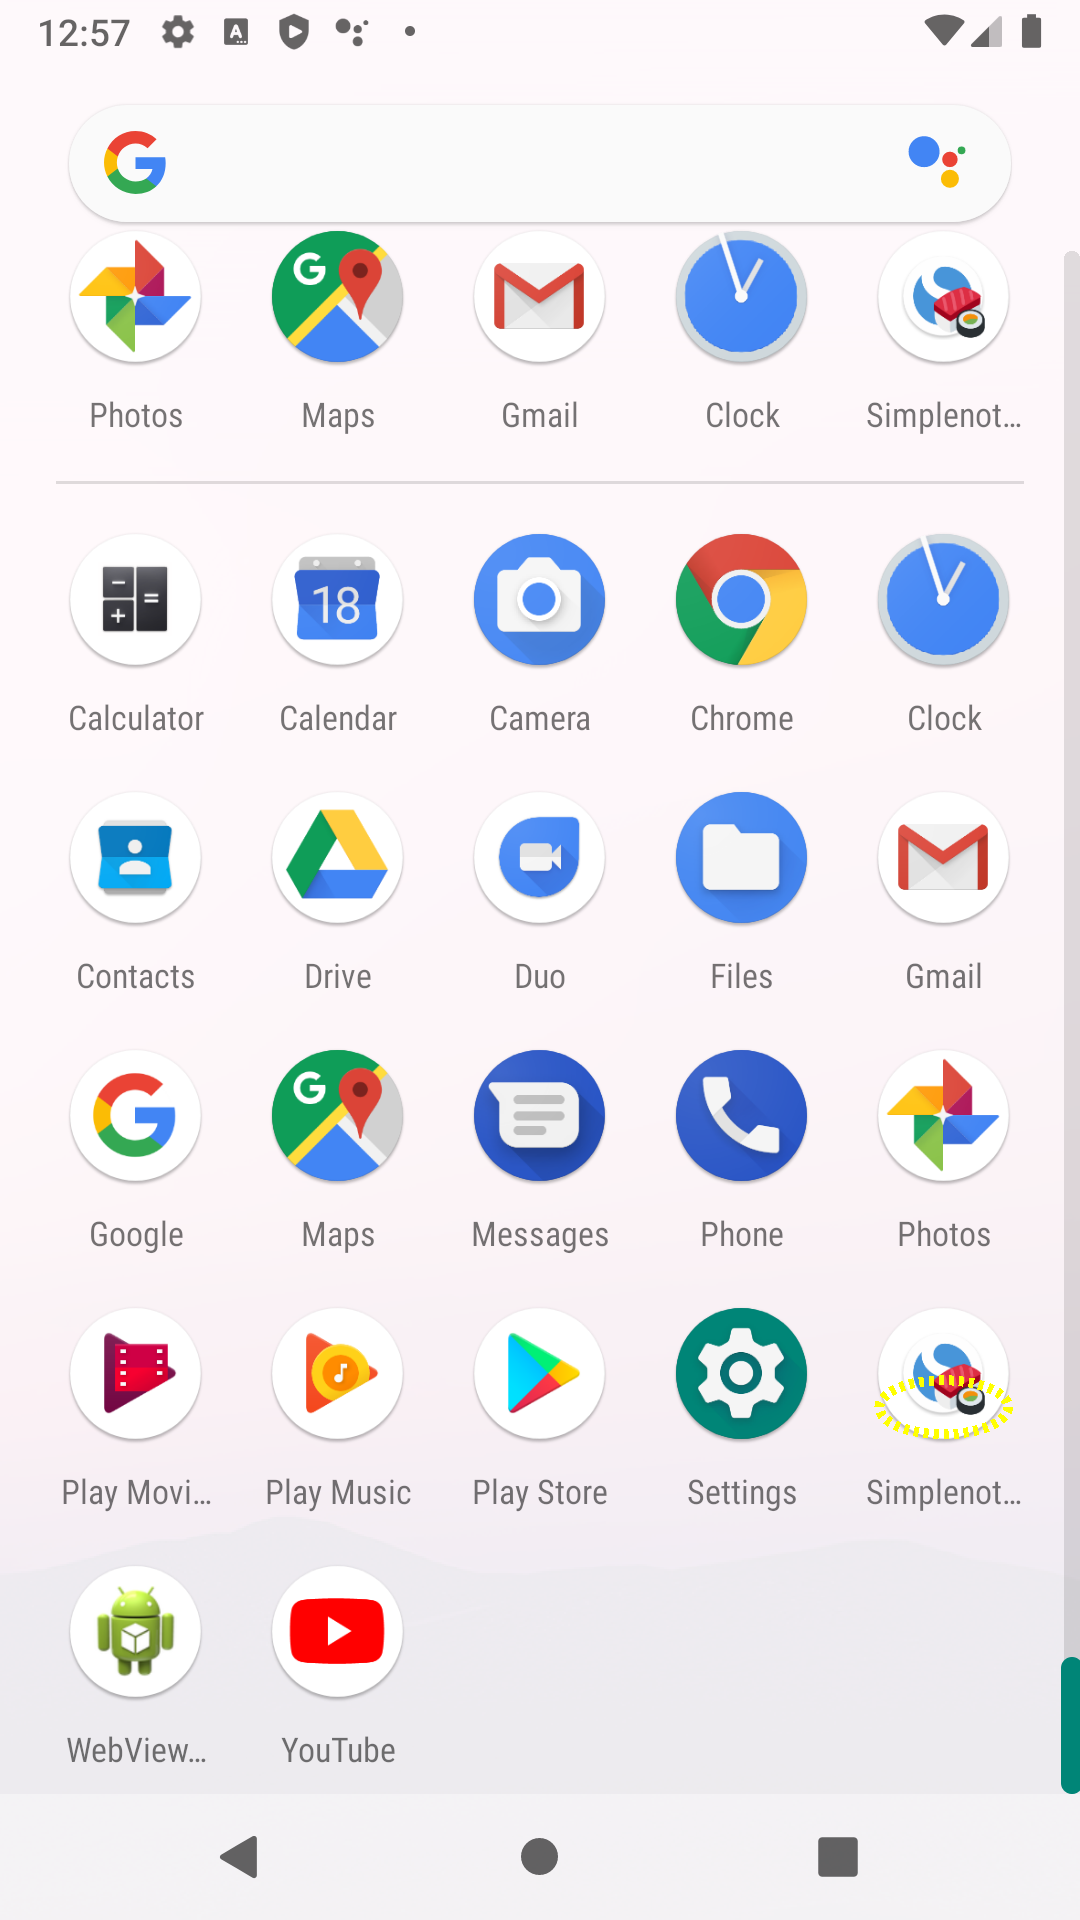 12:57
Photos Maps Gmail Clock Simplenot...
Calculator Calendar Camera Chrome Clock
18
Contacts Drive Duo Files Gmail
Google Maps Messages Phone Photos
Play Movi... Play Music Play Store Settings Simplenot...
WebView... YouTube